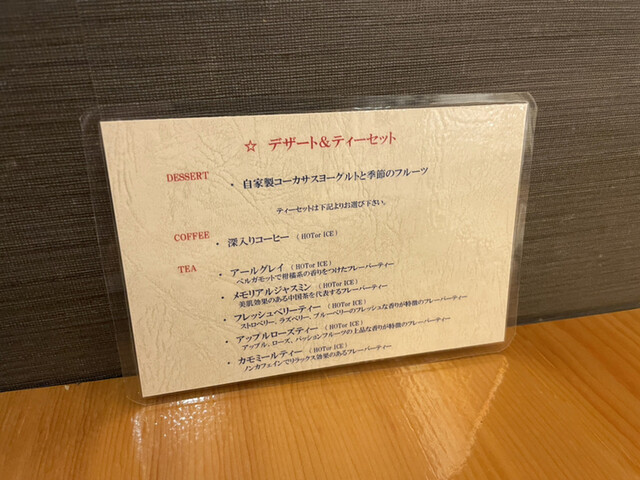 ☆ デザート&ティーセット
DESSERT ・自家製コーカサスヨーグルトと季節のフルーツ
ティーセットは下記よりお選び下さい。
COFFEE ・深入りコーヒー (HOTor ICE)
TEA ・アールグレイ (HOTor ICE)
ベルガモットで柑橘系の香りをつけたフレーバーティー
・メモリアルジャスミン (HOTor ICE)
美肌効果のある中国茶を代表するフレーバーティー
・フレッシュベリーティー (HOTor ICE)
ストロベリー、ラズベリー、ブルーベリーのフレッシュな香りが特徴のフレーバーティー
・アップルローズティー (HOTor ICE)
アップル、ローズ、パッションフルーツの上品な香りが特徴のフレーバーティー
・カモミールティー (HOTor ICE)
ノンカフェインでリラックス効果のあるフレーバーティー